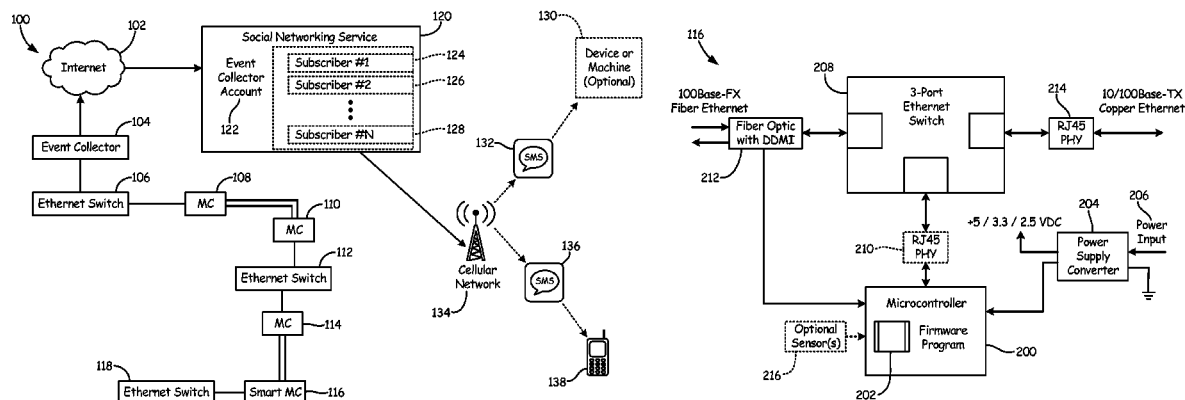 100
102
Internet
104
Event Collector
106
Ethernet Switch
108
MC
110
MC
112
Ethernet Switch
MC
114
118
Ethernet Switch
Smart MC
116
120
Social Networking Service
Event
Collector
Account
122
Subscriber #1
124
Subscriber #2
126
Subscriber #N
128
130
Device or
Machine
(Optional)
132
SMS
Cellular
Network
134
136
SMS
138
116
208
3-Port
Ethernet
Switch
100Base-FX
Fiber Ethernet
Fiber Optic
with DDMI
212
214
10/100Base-TX
Copper Ethernet
RJ45
PHY
210
RJ45
PHY
+5 / 3.3 / 2.5 VDC
204
206
Power
Input
Power
Supply
Converter
Microcontroller
Firmware
Program
200
202
Optional
Sensor(s)
216